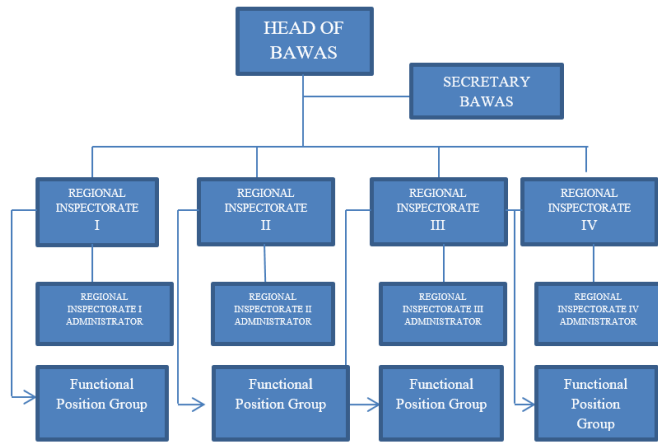 HEAD OF
BAWAS
SECRETARY
BAWAS
REGIONAL
INSPECTORATE
I
REGIONAL
INSPECTORATE
II
REGIONAL
INSPECTORATE
III
REGIONAL
INSPECTORATE
IV
REGIONAL
INSPECTORATE I
ADMINISTRATOR
REGIONAL
INSPECTORATE II
ADMINISTRATOR
REGIONAL
INSPECTORATE III
ADMINISTRATOR
REGIONAL
INSPECTORATE IV
ADMINISTRATOR
Functional
Position Group
Functional
Position Group
Functional
Position Group
Functional
Position
Group